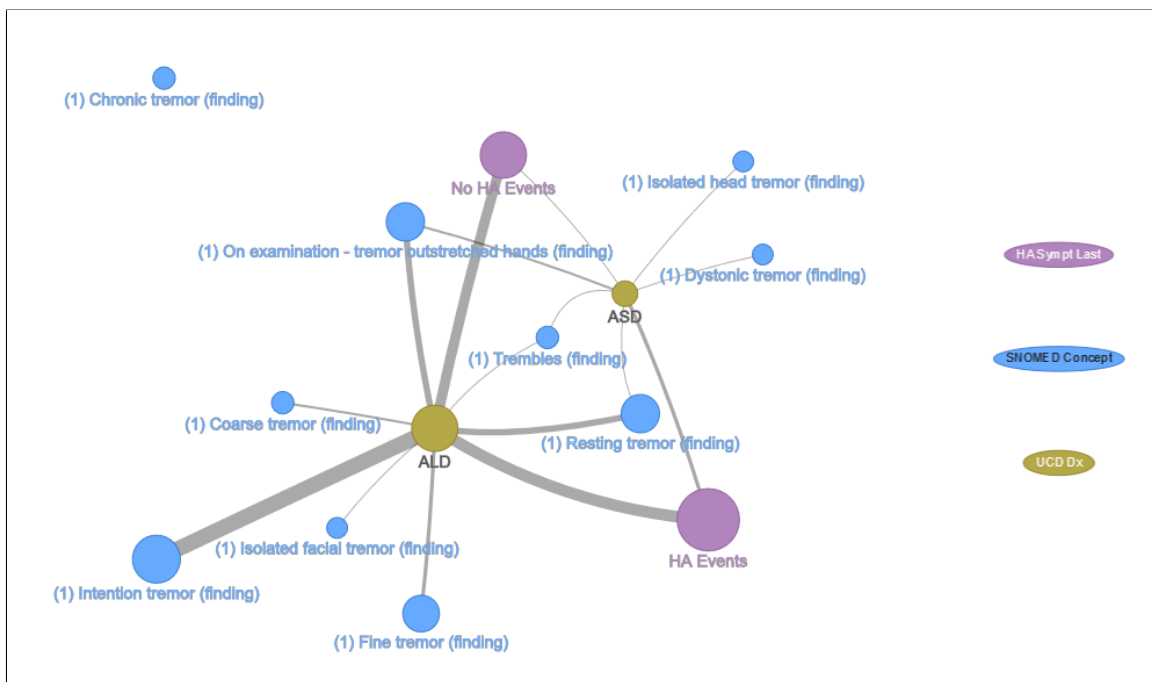 (1) Chronic tremor (finding)
No HA Events
(1) Isolated head tremor (finding)
(1) On examination - tremor outstretched hands (finding)
HASympt Last
(1) Dystonic tremor (finding)
ASD
(1) Trembles (finding)
SNOMED Concept
(1) Coarse tremor (finding)
(1) Resting tremor (finding)
ALD
UCD Dx
(1) Isolated facial tremor (finding)
HA Events
(1) Intention tremor (finding)
(1) Fine tremor (finding)